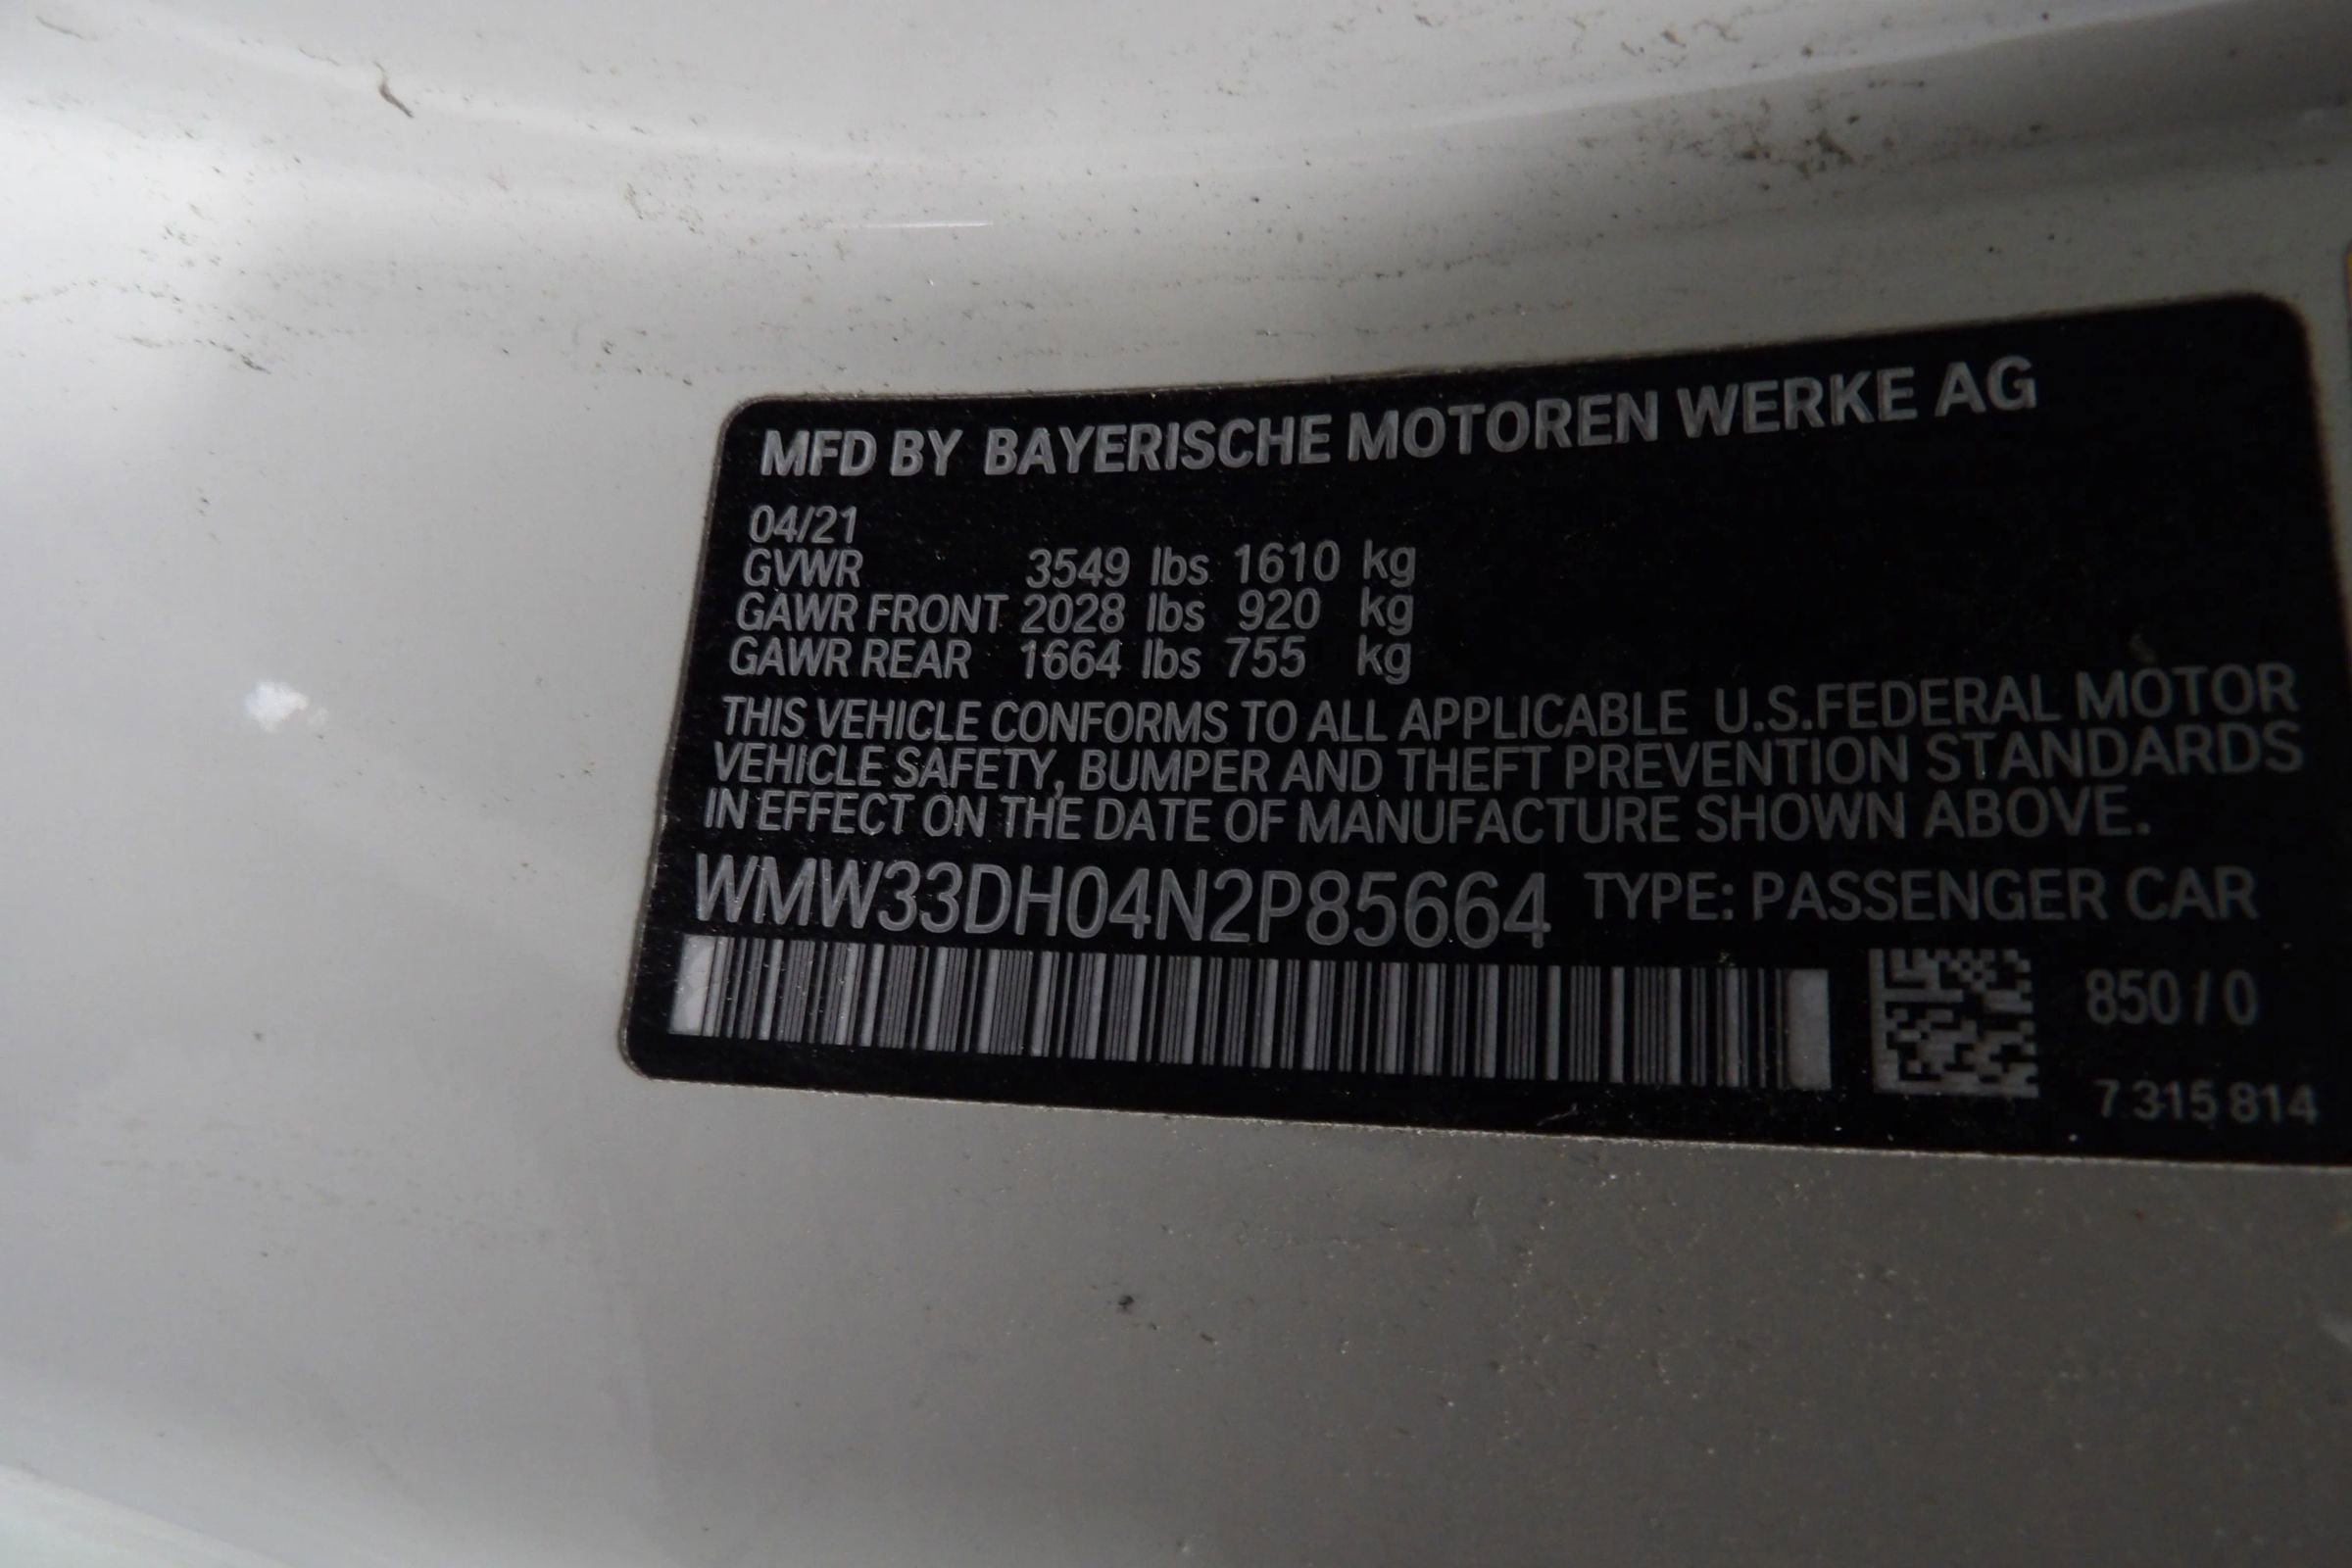 MFD BY BAYERISCHE MOTOREN WERKE AG
04/21
GVWR 3549 lbs 1610 kg
GAWR FRONT 2028 lbs 920 kg
GAWR REAR 1664 lbs 755 kg
THIS VEHICLE CONFORMS TO ALL APPLICABLE U.S.FEDERAL MOTOR
VEHICLE SAFETY, BUMPER AND THEFT PREVENTION STANDARDS
IN EFFECT ON THE DATE OF MANUFACTURE SHOWN ABOVE.
WMW33DH04N2P85664 TYPE: PASSENGER CAR
850 / 0
7 315 814